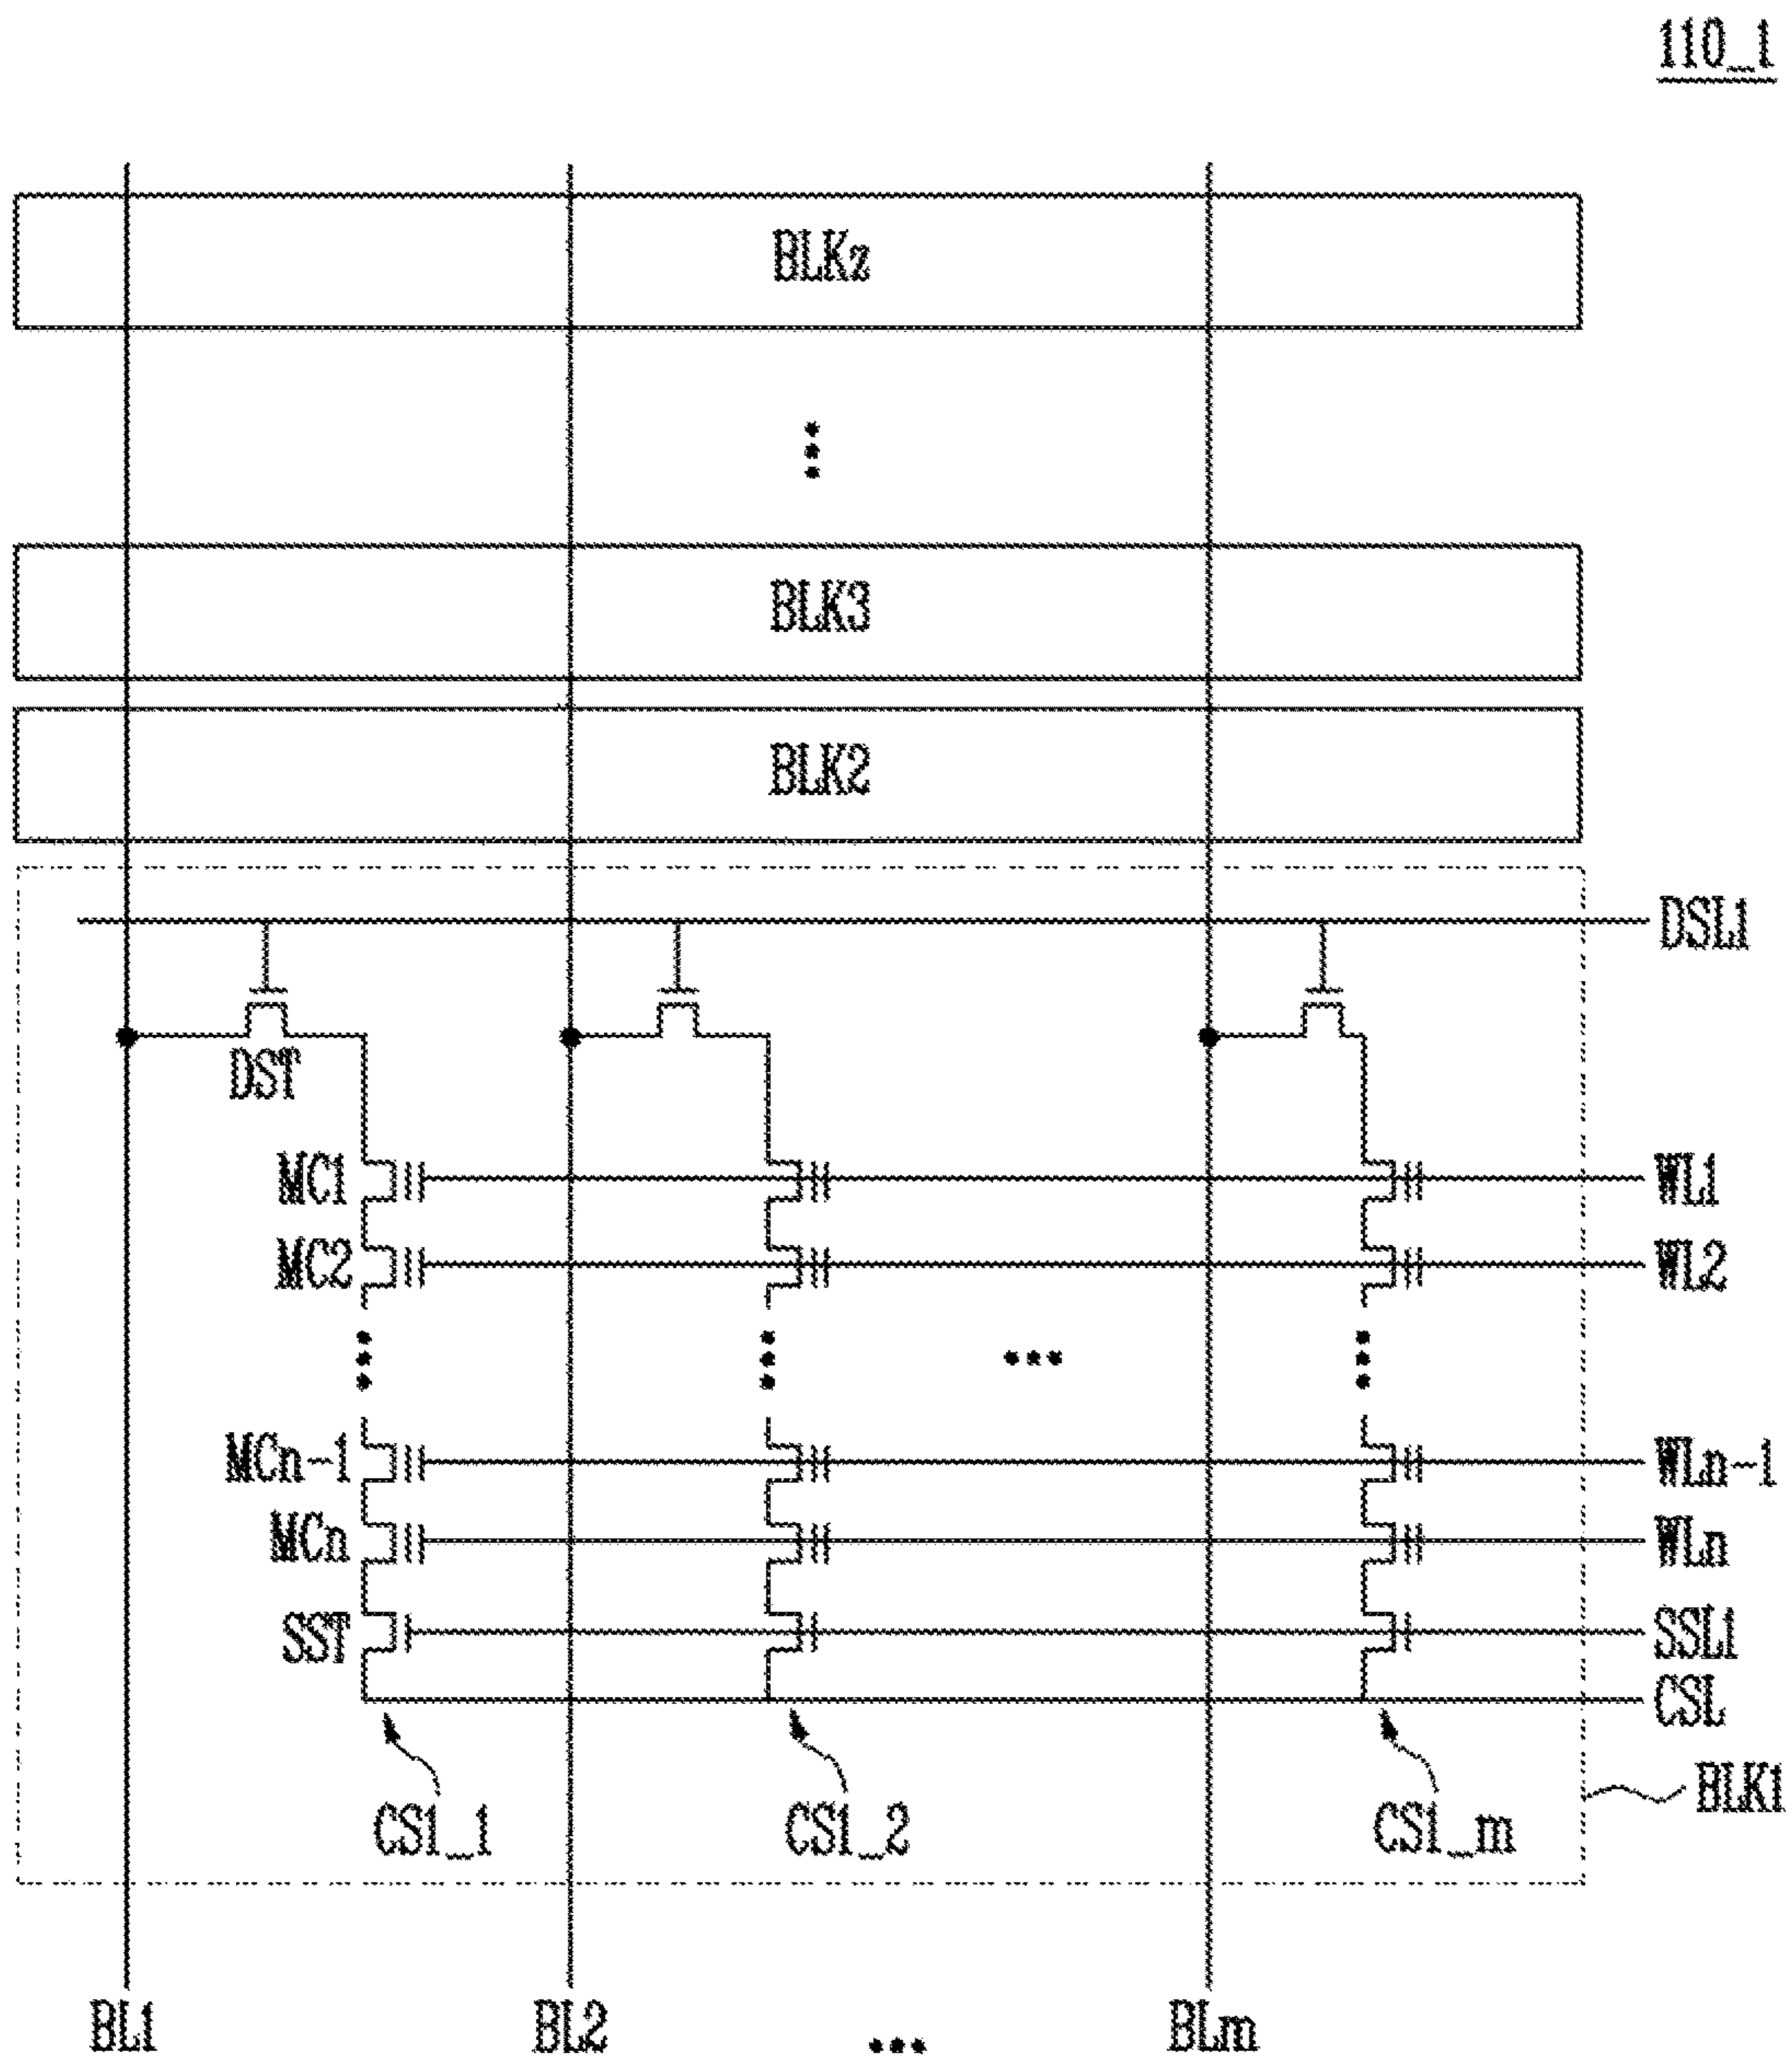 110_1
BLKz
BLK3
BLK2
DSL1
DST
MC1
WL1
MC2
WL2
MCn-1
WLn-1
MCn
WLn
SST
SSL1
CSL
BLK1
CS1_1
CS1_2
CS1_m
BL1
BL2
...
BLm